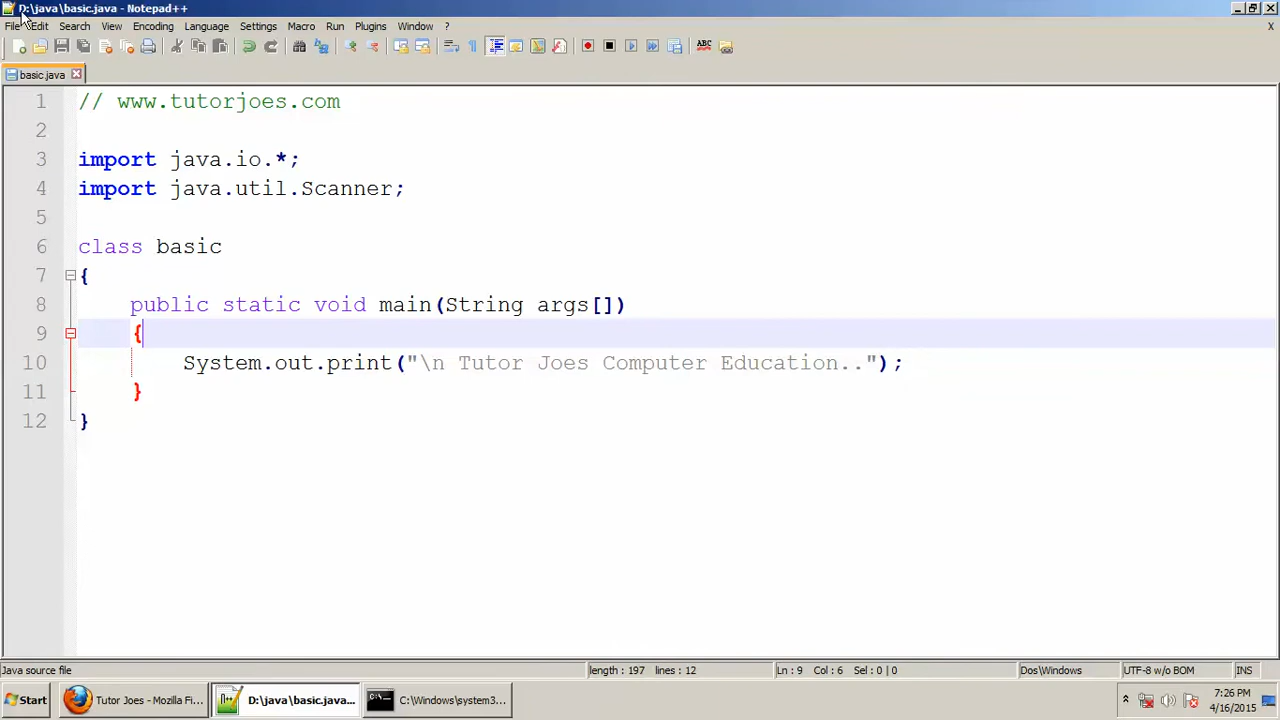 D:\java\basic.java - Notepad++
File Edit Search View Encoding Language Settings Macro Run Plugins Window ? X
ABC
basic.java
1 // www.tutorjoes.com
2
3 import java.io.*;
4 import java.util.Scanner;
5
6 class basic
7 {
8 public static void main(String args[])
9 {
10 System.out.print("\n Tutor Joes Computer Education..");
11 }
12 }
Java source file length : 197 lines : 12 Ln : 9 Col : 6 Sel : 0 | 0 Dos\Windows UTF-8 w/o BOM INS
Start Tutor Joes - Mozilla Fi... D:\java\basic.java... C:\Windows\system3... 7:26 PM
4/16/2015